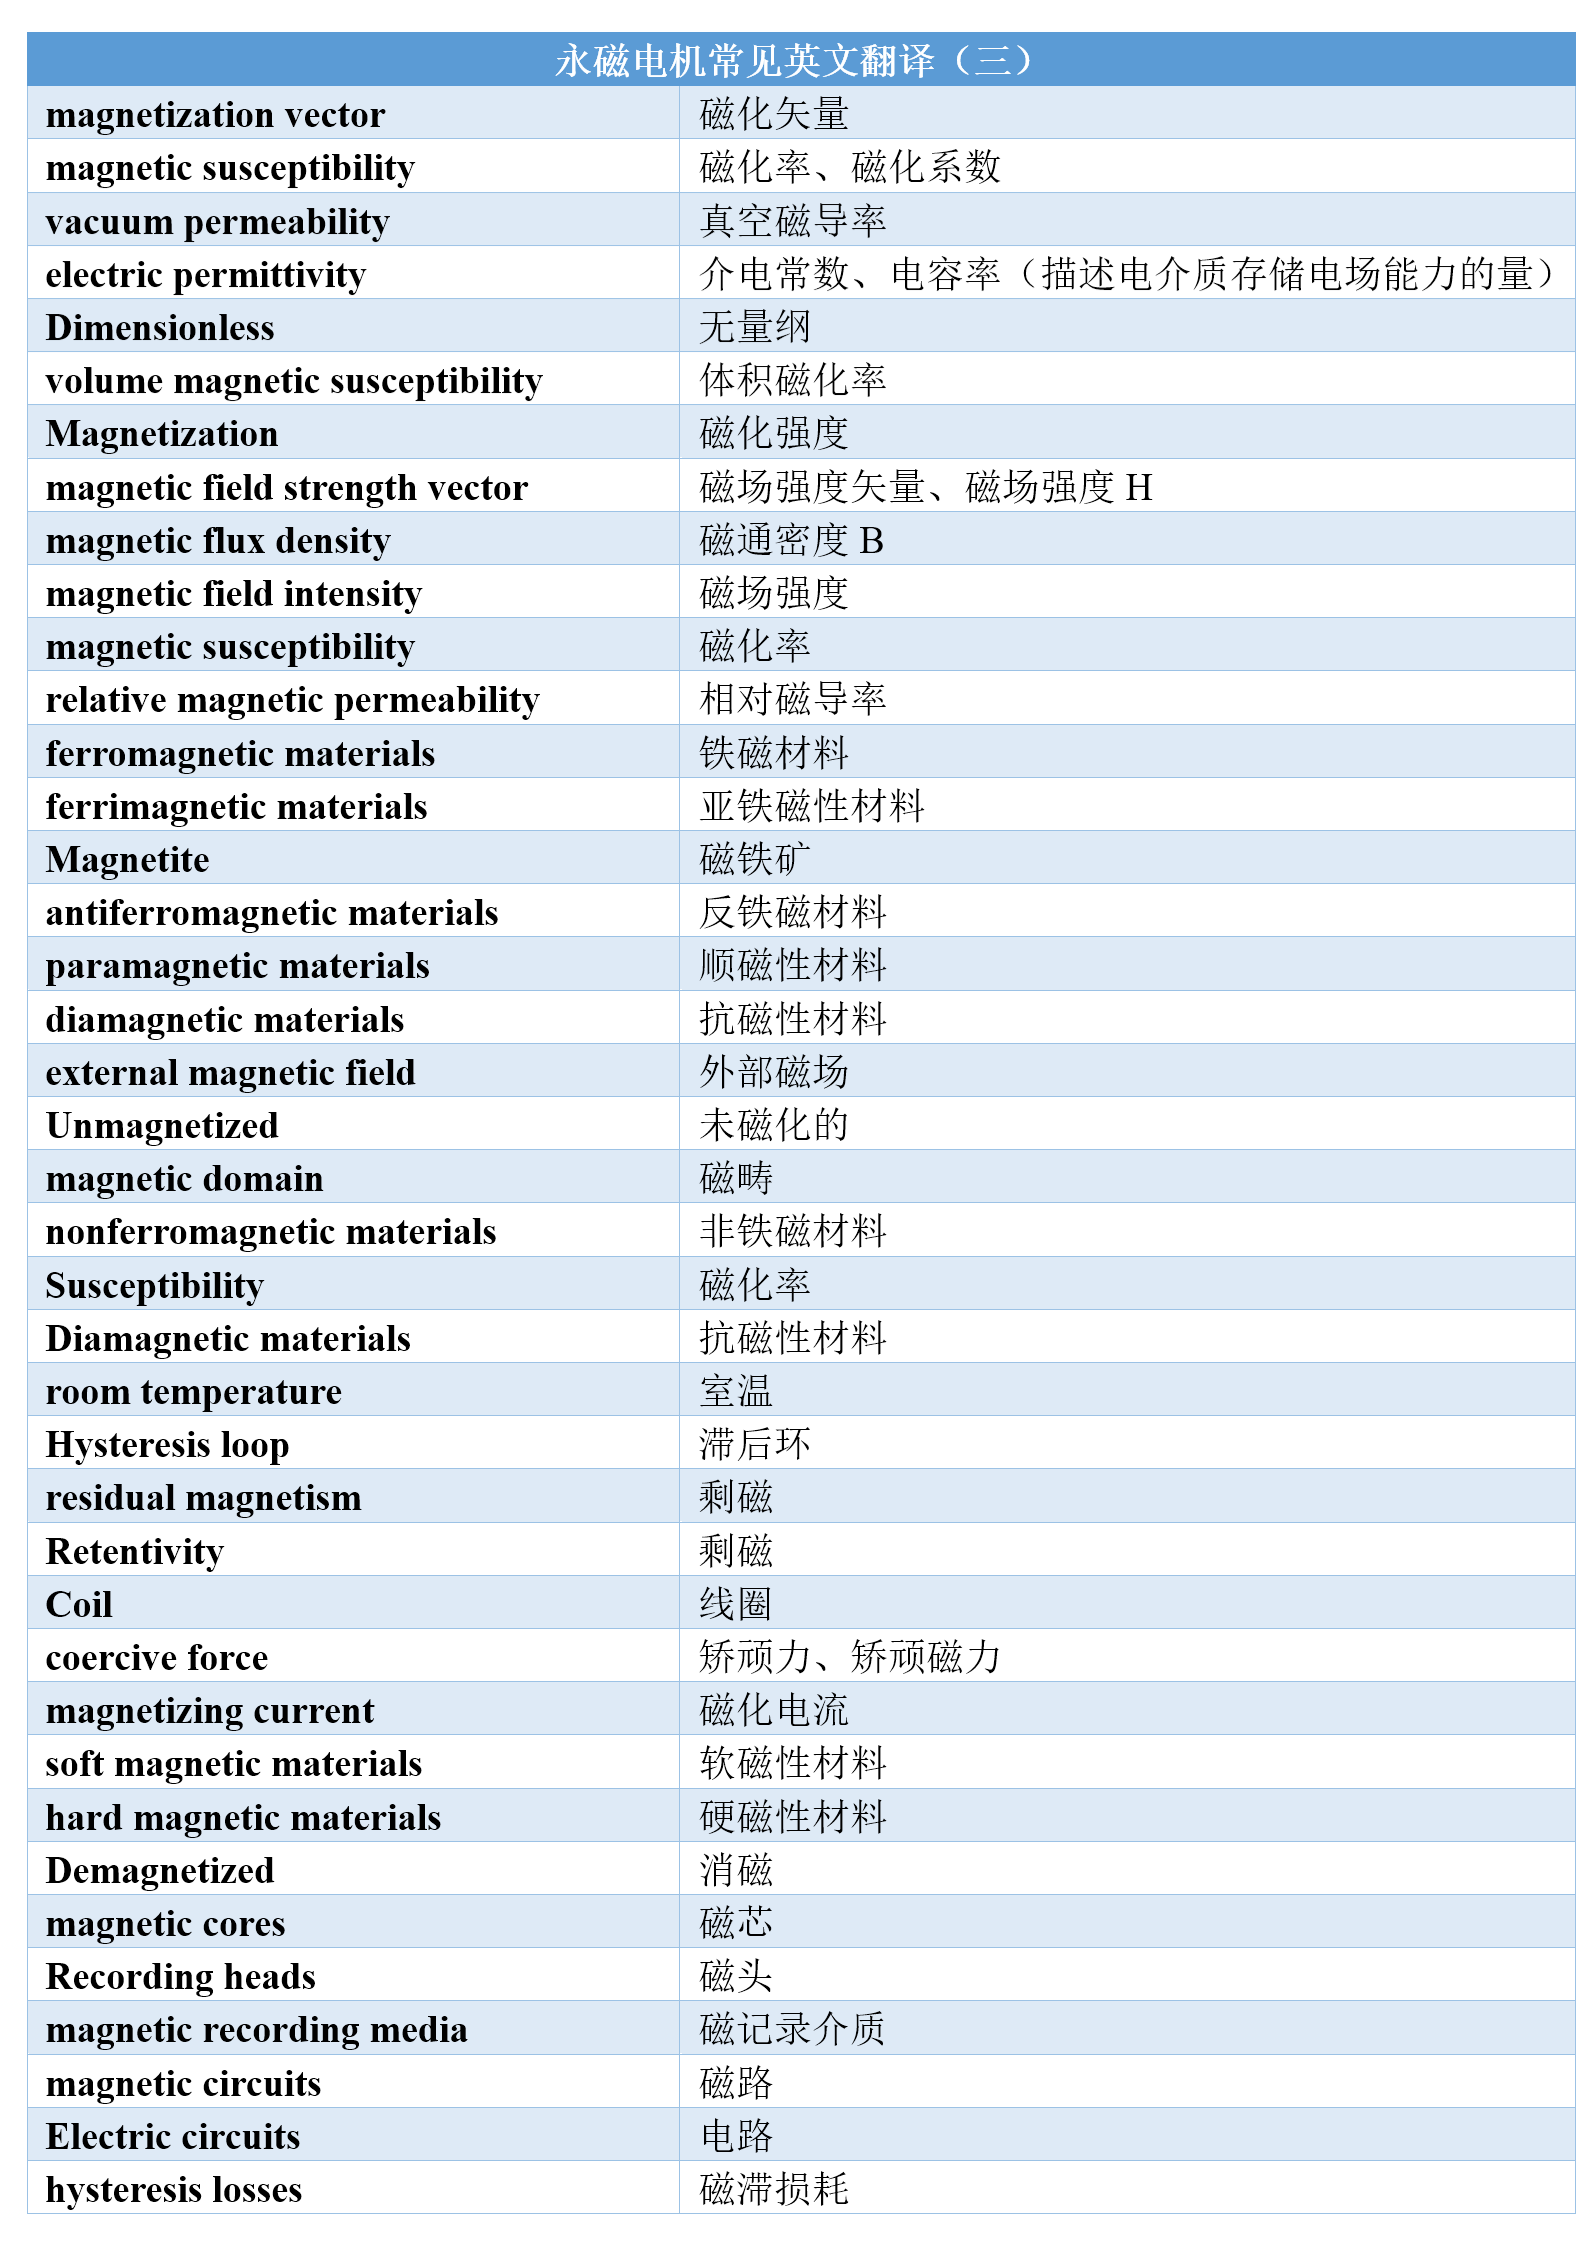 永磁电机常见英文翻译（三）
magnetization vector 磁化矢量
magnetic susceptibility 磁化率、磁化系数
vacuum permeability 真空磁导率
electric permittivity 介电常数、电容率（描述电介质存储电场能力的量）
Dimensionless 无量纲
volume magnetic susceptibility 体积磁化率
Magnetization 磁化强度
magnetic field strength vector 磁场强度矢量、磁场强度 H
magnetic flux density 磁通密度 B
magnetic field intensity 磁场强度
magnetic susceptibility 磁化率
relative magnetic permeability 相对磁导率
ferromagnetic materials 铁磁材料
ferrimagnetic materials 亚铁磁性材料
Magnetite 磁铁矿
antiferromagnetic materials 反铁磁材料
paramagnetic materials 顺磁性材料
diamagnetic materials 抗磁性材料
external magnetic field 外部磁场
Unmagnetized 未磁化的
magnetic domain 磁畴
nonferromagnetic materials 非铁磁材料
Susceptibility 磁化率
Diamagnetic materials 抗磁性材料
room temperature 室温
Hysteresis loop 滞后环
residual magnetism 剩磁
Retentivity 剩磁
Coil 线圈
coercive force 矫顽力、矫顽磁力
magnetizing current 磁化电流
soft magnetic materials 软磁性材料
hard magnetic materials 硬磁性材料
Demagnetized 消磁
magnetic cores 磁芯
Recording heads 磁头
magnetic recording media 磁记录介质
magnetic circuits 磁路
Electric circuits 电路
hysteresis losses 磁滞损耗